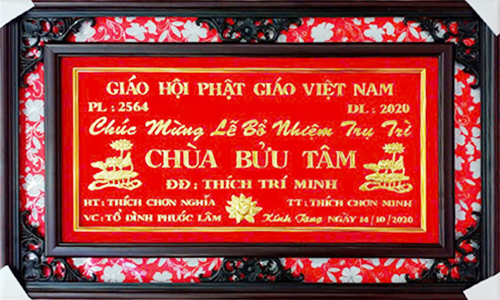 GIÁO HỘI PHẬT GIÁO VIỆT NAM
PL : 2564 DL : 2020
Chúc Mừng Lễ Bổ Nhiệm Trụ Trì
CHÙA BỬU TÂM
ĐĐ : THÍCH TRÍ MINH
HT : THÍCH CHƠN NGHĨA TT : THÍCH CHƠN MINH
VC : TỔ ĐÌNH PHƯỚC LÂM Kính Tặng NGÀY 14/10/2020